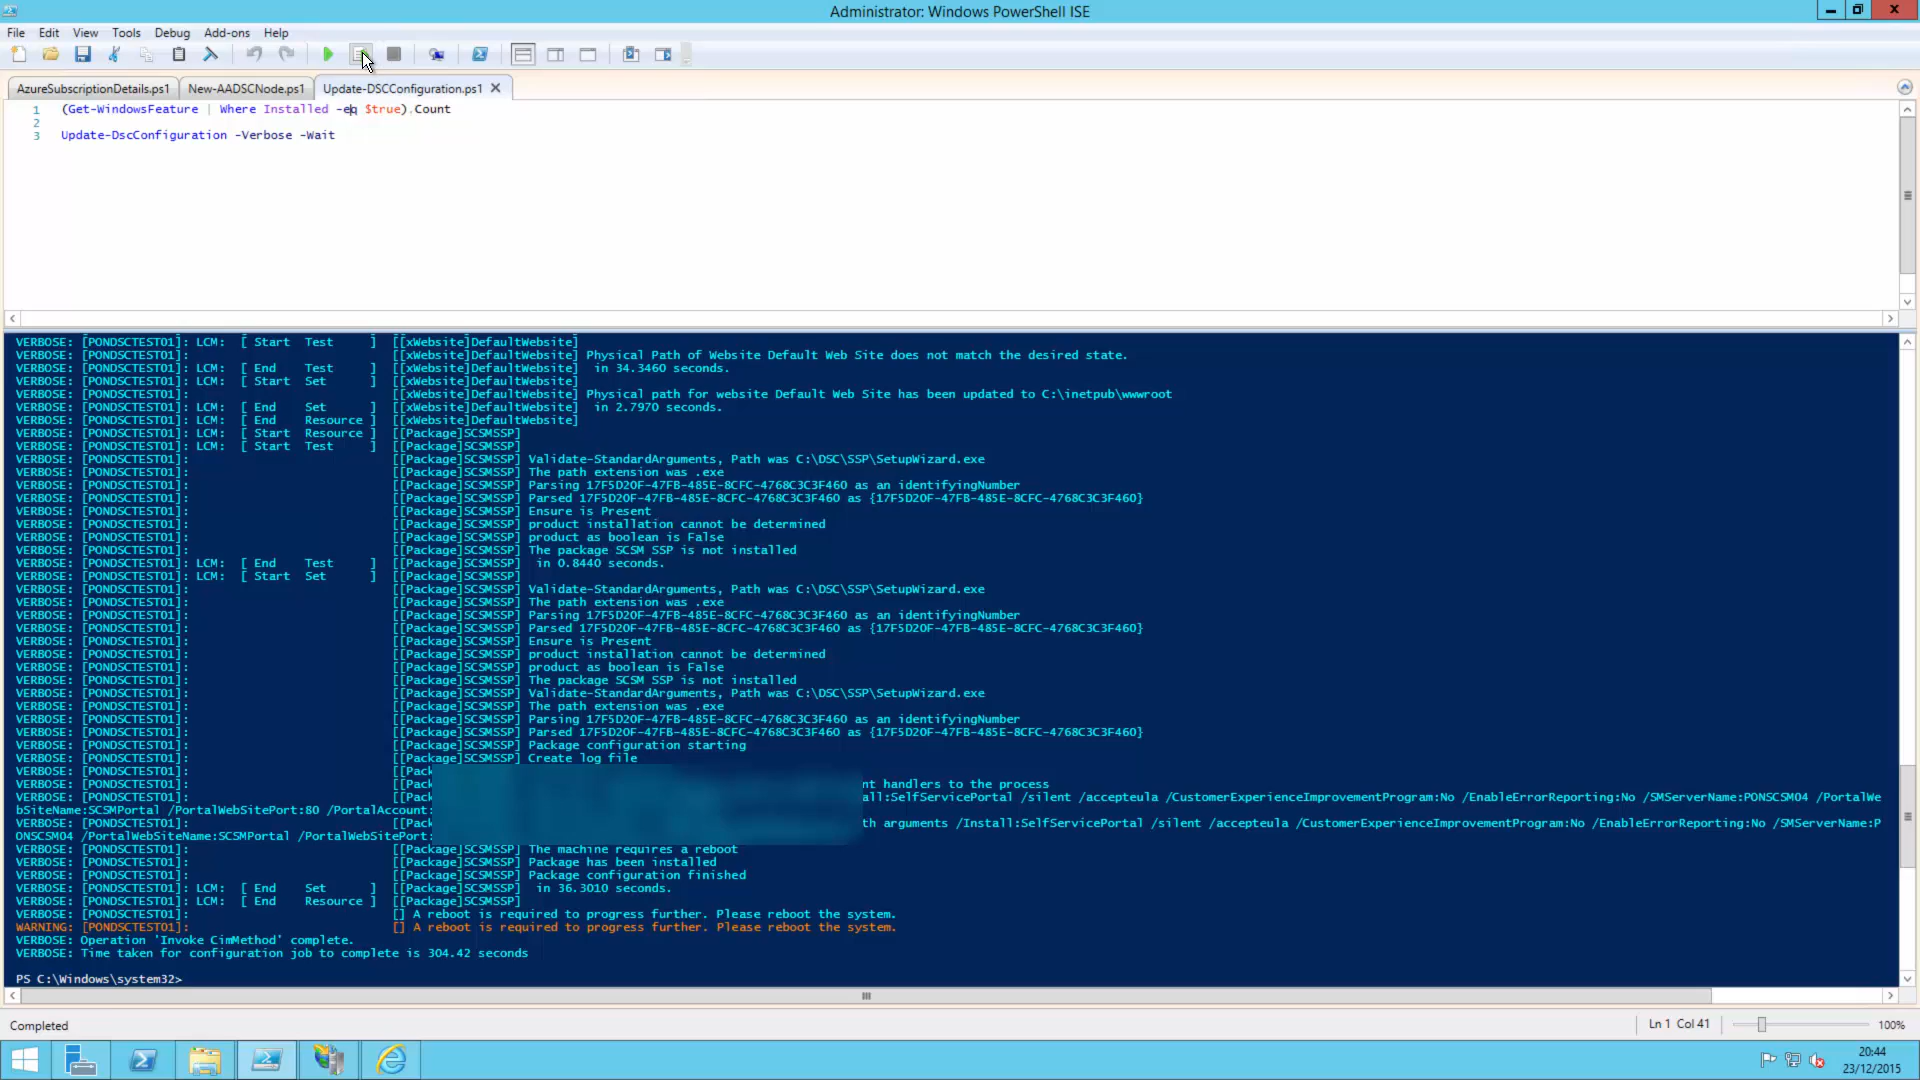 Administrator: Windows PowerShell ISE
File Edit View Tools Debug Add-ons Help
AzureSubscriptionDetails.ps1 New-AADSCNode.ps1 Update-DSCConfiguration.ps1
1 (Get-WindowsFeature | Where Installed -eq $true).Count
2
3 Update-DscConfiguration -Verbose -Wait
VERBOSE: [PONDSCTEST01]: LCM: [ Start Test ] [[xWebsite]DefaultWebsite]
VERBOSE: [PONDSCTEST01]: [[xWebsite]DefaultWebsite] Physical Path of Website Default Web Site does not match the desired state.
VERBOSE: [PONDSCTEST01]: LCM: [ End Test ] [[xWebsite]DefaultWebsite] in 34.3460 seconds.
VERBOSE: [PONDSCTEST01]: LCM: [ Start Set ] [[xWebsite]DefaultWebsite]
VERBOSE: [PONDSCTEST01]: [[xWebsite]DefaultWebsite] Physical path for website Default Web Site has been updated to C:\inetpub\wwwroot
VERBOSE: [PONDSCTEST01]: LCM: [ End Set ] [[xWebsite]DefaultWebsite] in 2.7970 seconds.
VERBOSE: [PONDSCTEST01]: LCM: [ End Resource ] [[xWebsite]DefaultWebsite]
VERBOSE: [PONDSCTEST01]: LCM: [ Start Resource ] [[Package]SCSMSSP]
VERBOSE: [PONDSCTEST01]: LCM: [ Start Test ] [[Package]SCSMSSP]
VERBOSE: [PONDSCTEST01]: [[Package]SCSMSSP] Validate-StandardArguments, Path was C:\DSC\SSP\SetupWizard.exe
VERBOSE: [PONDSCTEST01]: [[Package]SCSMSSP] The path extension was .exe
VERBOSE: [PONDSCTEST01]: [[Package]SCSMSSP] Parsing 17F5D20F-47FB-485E-8CFC-4768C3C3F460 as an identifyingNumber
VERBOSE: [PONDSCTEST01]: [[Package]SCSMSSP] Parsed 17F5D20F-47FB-485E-8CFC-4768C3C3F460 as {17F5D20F-47FB-485E-8CFC-4768C3C3F460}
VERBOSE: [PONDSCTEST01]: [[Package]SCSMSSP] Ensure is Present
VERBOSE: [PONDSCTEST01]: [[Package]SCSMSSP] product installation cannot be determined
VERBOSE: [PONDSCTEST01]: [[Package]SCSMSSP] product as boolean is False
VERBOSE: [PONDSCTEST01]: [[Package]SCSMSSP] The package SCSM SSP is not installed
VERBOSE: [PONDSCTEST01]: LCM: [ End Test ] [[Package]SCSMSSP] in 0.8440 seconds.
VERBOSE: [PONDSCTEST01]: LCM: [ Start Set ] [[Package]SCSMSSP]
VERBOSE: [PONDSCTEST01]: [[Package]SCSMSSP] Validate-StandardArguments, Path was C:\DSC\SSP\SetupWizard.exe
VERBOSE: [PONDSCTEST01]: [[Package]SCSMSSP] The path extension was .exe
VERBOSE: [PONDSCTEST01]: [[Package]SCSMSSP] Parsing 17F5D20F-47FB-485E-8CFC-4768C3C3F460 as an identifyingNumber
VERBOSE: [PONDSCTEST01]: [[Package]SCSMSSP] Parsed 17F5D20F-47FB-485E-8CFC-4768C3C3F460 as {17F5D20F-47FB-485E-8CFC-4768C3C3F460}
VERBOSE: [PONDSCTEST01]: [[Package]SCSMSSP] Ensure is Present
VERBOSE: [PONDSCTEST01]: [[Package]SCSMSSP] product installation cannot be determined
VERBOSE: [PONDSCTEST01]: [[Package]SCSMSSP] product as boolean is False
VERBOSE: [PONDSCTEST01]: [[Package]SCSMSSP] The package SCSM SSP is not installed
VERBOSE: [PONDSCTEST01]: [[Package]SCSMSSP] Validate-StandardArguments, Path was C:\DSC\SSP\SetupWizard.exe
VERBOSE: [PONDSCTEST01]: [[Package]SCSMSSP] The path extension was .exe
VERBOSE: [PONDSCTEST01]: [[Package]SCSMSSP] Parsing 17F5D20F-47FB-485E-8CFC-4768C3C3F460 as an identifyingNumber
VERBOSE: [PONDSCTEST01]: [[Package]SCSMSSP] Parsed 17F5D20F-47FB-485E-8CFC-4768C3C3F460 as {17F5D20F-47FB-485E-8CFC-4768C3C3F460}
VERBOSE: [PONDSCTEST01]: [[Package]SCSMSSP] Package configuration starting
VERBOSE: [PONDSCTEST01]: [[Package]SCSMSSP] Create log file
VERBOSE: [PONDSCTEST01]: [[Pack
VERBOSE: [PONDSCTEST01]: [[Pack nt handlers to the process
VERBOSE: [PONDSCTEST01]: [[Pack all:SelfServicePortal /silent /accepteula /CustomerExperienceImprovementProgram:No /EnableErrorReporting:No /SMServerName:PONSCSM04 /PortalWe
bSiteName:SCSMPortal /PortalWebSitePort:80 /PortalAccount:
VERBOSE: [PONDSCTEST01]: [[Pack th arguments /Install:SelfServicePortal /silent /accepteula /CustomerExperienceImprovementProgram:No /EnableErrorReporting:No /SMServerName:P
ONSCSM04 /PortalWebSiteName:SCSMPortal /PortalWebSitePort:
VERBOSE: [PONDSCTEST01]: [[Package]SCSMSSP] The machine requires a reboot
VERBOSE: [PONDSCTEST01]: [[Package]SCSMSSP] Package has been installed
VERBOSE: [PONDSCTEST01]: [[Package]SCSMSSP] Package configuration finished
VERBOSE: [PONDSCTEST01]: LCM: [ End Set ] [[Package]SCSMSSP] in 36.3010 seconds.
VERBOSE: [PONDSCTEST01]: LCM: [ End Resource ] [[Package]SCSMSSP]
VERBOSE: [PONDSCTEST01]: [] A reboot is required to progress further. Please reboot the system.
WARNING: [PONDSCTEST01]: [] A reboot is required to progress further. Please reboot the system.
VERBOSE: Operation 'Invoke CimMethod' complete.
VERBOSE: Time taken for configuration job to complete is 304.42 seconds
PS C:\Windows\system32>
Completed Ln 1 Col 41 100%
20:44
23/12/2015